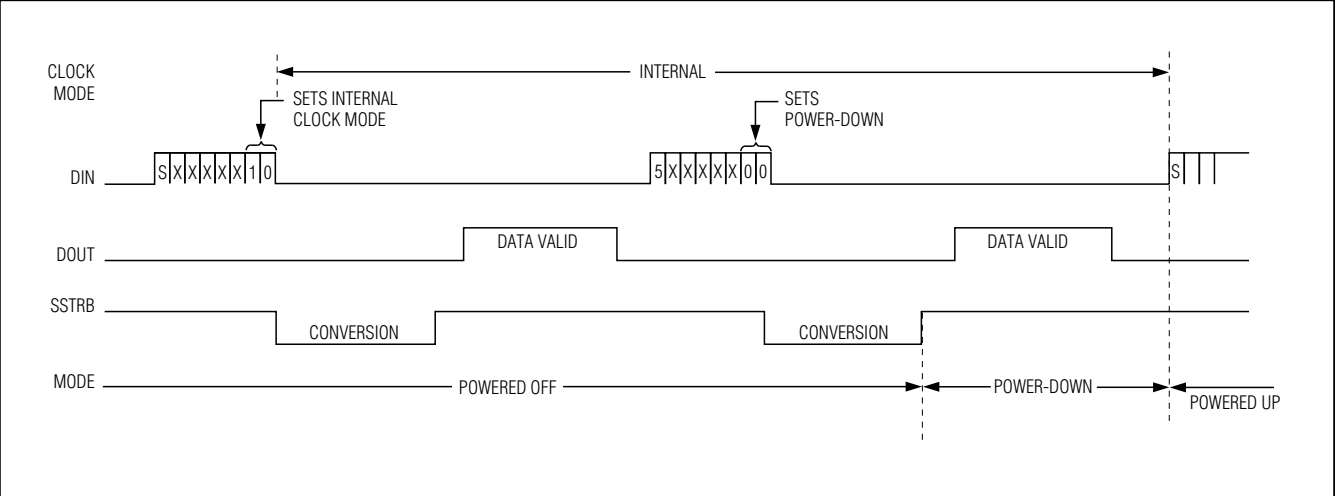 CLOCK
MODE
INTERNAL
SETS INTERNAL
CLOCK MODE
SETS
POWER-DOWN
DIN
S X X X X X 1 0
5 X X X X X 0 0
S
DOUT
DATA VALID
DATA VALID
SSTRB
CONVERSION
CONVERSION
MODE
POWERED OFF
POWER-DOWN
POWERED UP